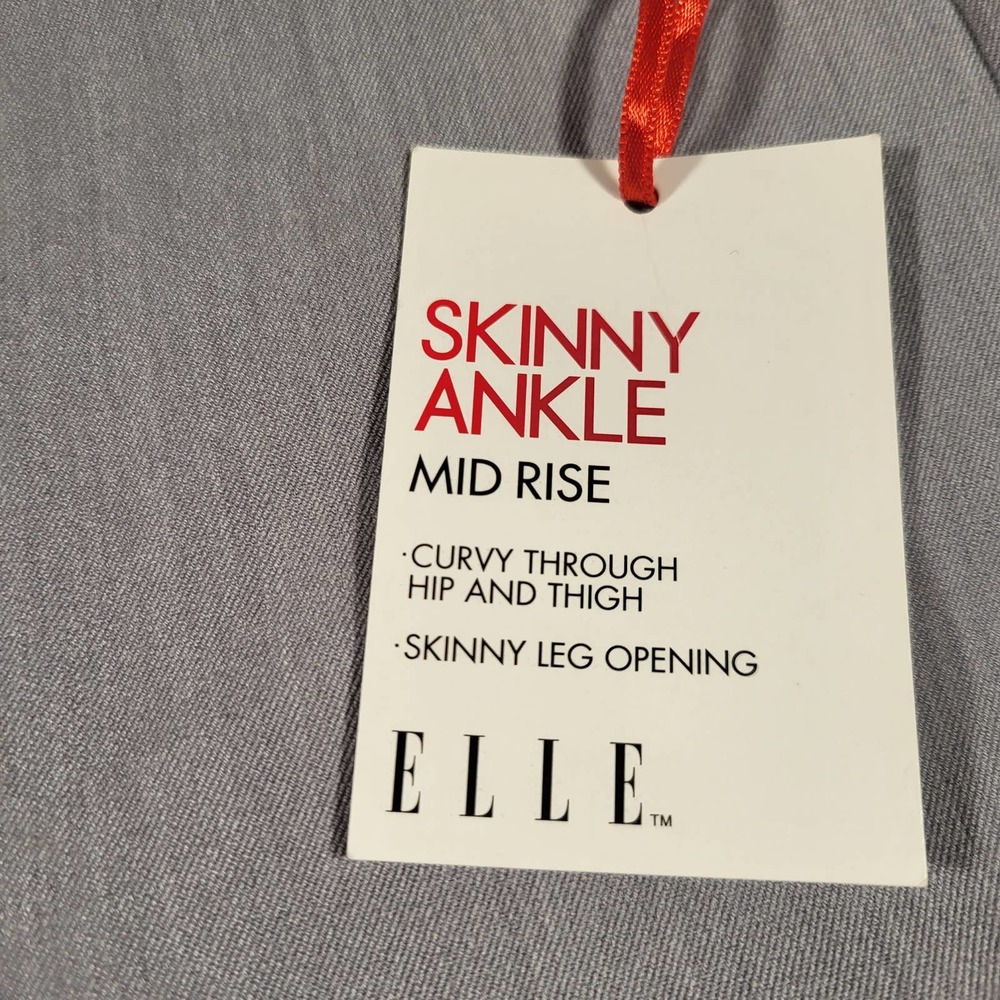 SKINNY
ANKLE
MID RISE
·CURVY THROUGH
HIP AND THIGH
·SKINNY LEG OPENING
ELLE™